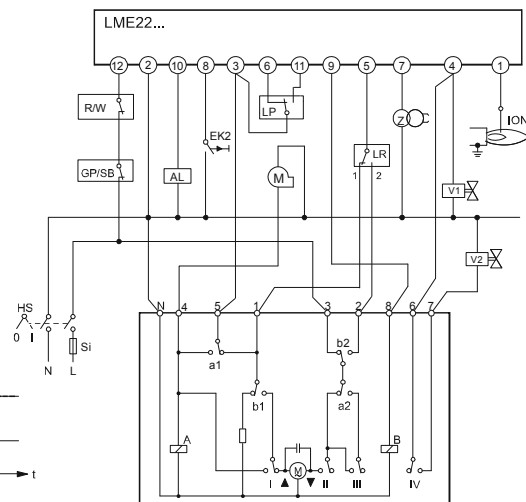 LME22...
12 2 10 8 3 6 11 9 5 7 4 1
R/W
LP
ION
Z
EK2
GP/SB
AL
M
LR
1 2
V1
V2
HS
0 I
Si
N L
N 4 5 1 3 2 8 6 7
a1
b2
b1
a2
A
B
M
I II III IV
t